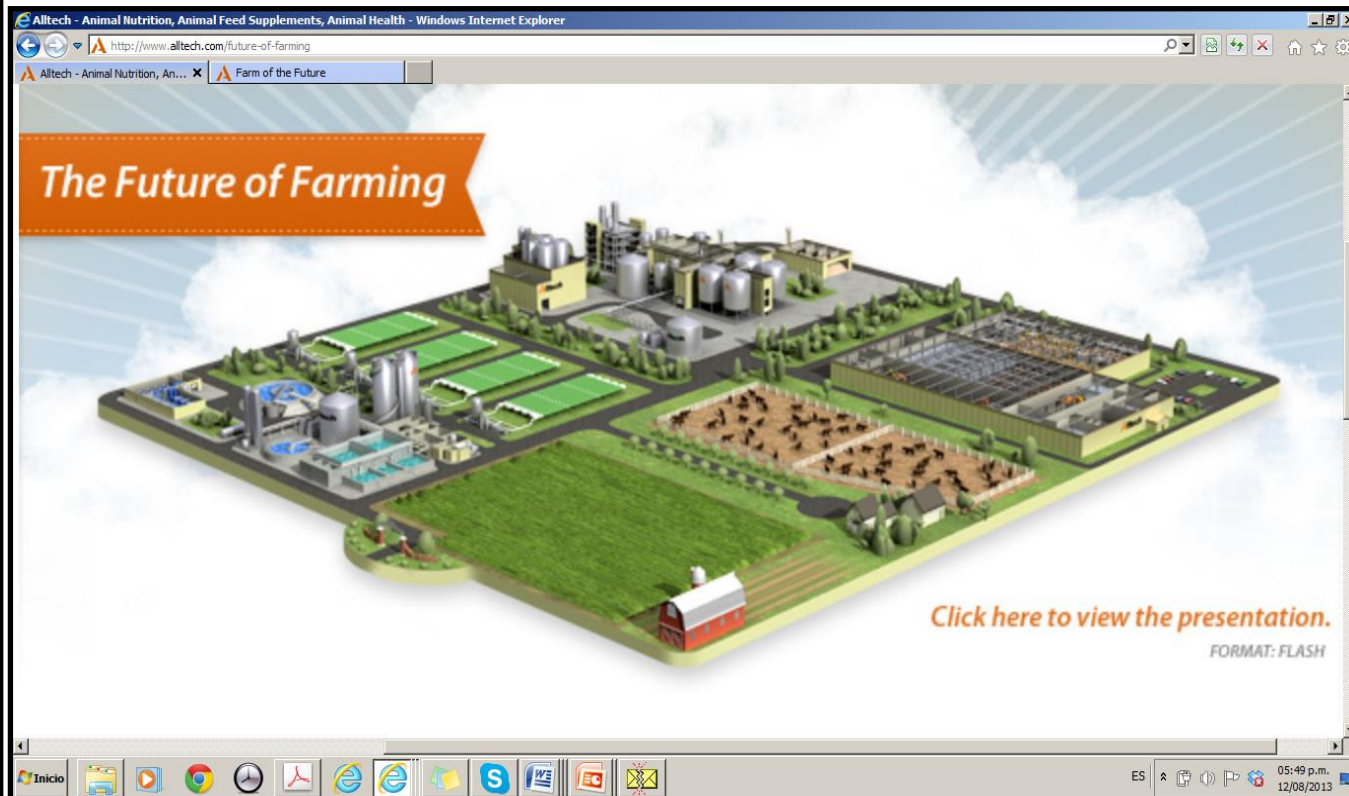 Alltech - Animal Nutrition, Animal Feed Supplements, Animal Health - Windows Internet Explorer
http://www.alltech.com/future-of-farming
Alltech - Animal Nutrition, An...
Farm of the Future
The Future of Farming
Alltech
Alltech
Click here to view the presentation.
FORMAT: FLASH
Inicio
ES
05:49 p.m.
12/08/2013